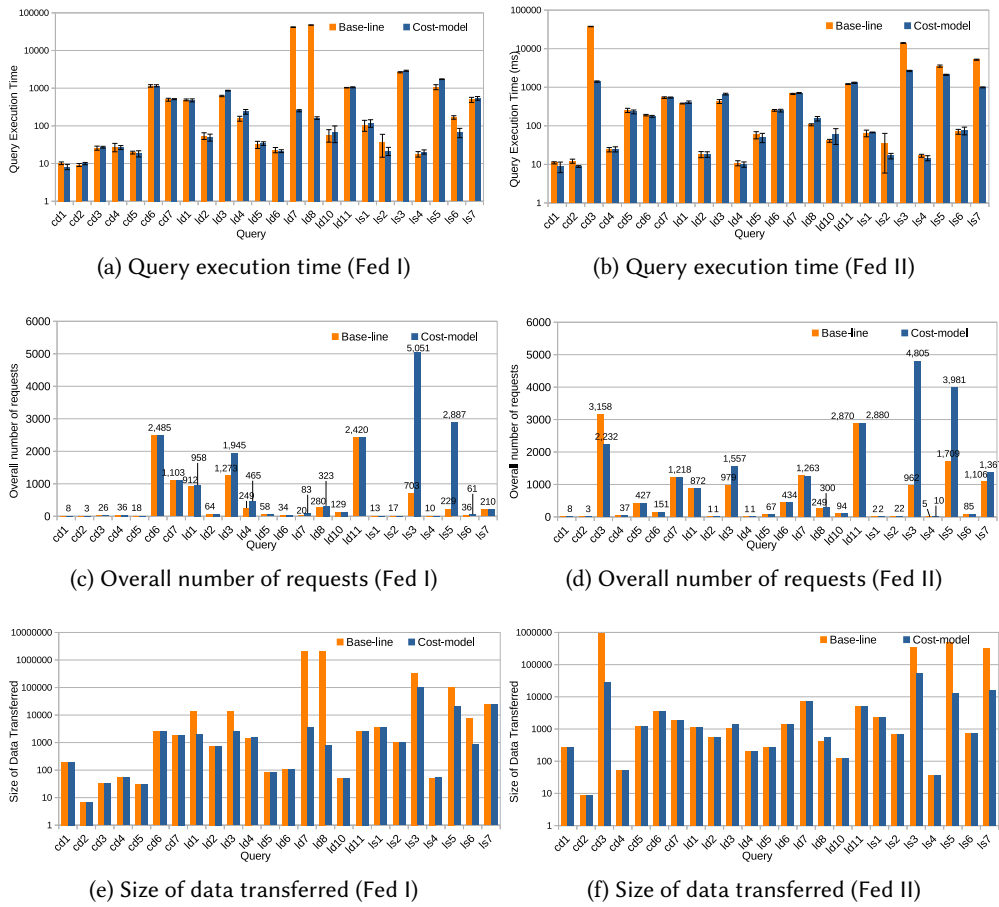 Base-line Cost-model
100000
10000
1000
100
10
1
Query Execution Time
cd1 cd2 cd3 cd4 cd5 cd6 cd7 ld1 ld2 ld3 ld4 ld5 ld6 ld7 ld8 ld10 ld11 ls1 ls2 ls3 ls4 ls5 ls6 ls7
Query
(a) Query execution time (Fed I)
Base-line Cost-model
100000
10000
1000
100
10
1
Query Execution Time (ms)
cd1 cd2 cd3 cd4 cd5 cd6 cd7 ld1 ld2 ld3 ld4 ld5 ld6 ld7 ld8 ld10 ld11 ls1 ls2 ls3 ls4 ls5 ls6 ls7
Query
(b) Query execution time (Fed II)
Base-line Cost-model
6000
5000
4000
3000
2000
1000
0
Overall number of requests
8 3 26 36 18 2,485 1,103 912 958 64 1,273 1,945 249 465 58 34 20 83 280 323 129 2,420 13 17 703 5,051 10 229 2,887 36 61 210
cd1 cd2 cd3 cd4 cd5 cd6 cd7 ld1 ld2 ld3 ld4 ld5 ld6 ld7 ld8 ld10 ld11 ls1 ls2 ls3 ls4 ls5 ls6 ls7
Query
(c) Overall number of requests (Fed I)
Base-line Cost-model
6000
5000
4000
3000
2000
1000
0
Overall number of requests
8 3 3,158 2,232 37 427 151 1,218 872 11 979 1,557 11 67 434 1,263 249 300 94 2,870 2,880 22 22 962 4,805 5 10 1,709 3,981 85 1,106 1,36
cd1 cd2 cd3 cd4 cd5 cd6 cd7 ld1 ld2 ld3 ld4 ld5 ld6 ld7 ld8 ld10 ld11 ls1 ls2 ls3 ls4 ls5 ls6 ls7
Query
(d) Overall number of requests (Fed II)
Base-line Cost-model
10000000
1000000
100000
10000
1000
100
10
1
Size of Data Transferred
cd1 cd2 cd3 cd4 cd5 cd6 cd7 ld1 ld2 ld3 ld4 ld5 ld6 ld7 ld8 ld10 ld11 ls1 ls2 ls3 ls4 ls5 ls6 ls7
Query
(e) Size of data transferred (Fed I)
Base-line Cost-model
1000000
100000
10000
1000
100
10
1
Size of Data Transferred
cd1 cd2 cd3 cd4 cd5 cd6 cd7 ld1 ld2 ld3 ld4 ld5 ld6 ld7 ld8 ld10 ld11 ls1 ls2 ls3 ls4 ls5 ls6 ls7
Query
(f) Size of data transferred (Fed II)